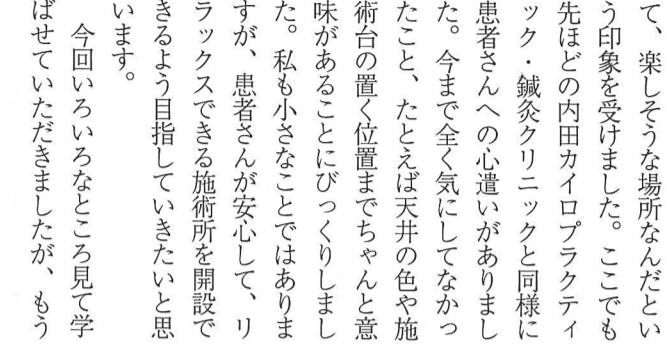 て、楽しそうな場所なんだとい
う印象を受けました。ここでも
先ほどの内田カイロプラクティ
ック・鍼灸クリニックと同様に
患者さんへの心遣いがありまし
た。今まで全く気にしてなかっ
たこと、たとえば天井の色や施
術台の置く位置までちゃんと意
味があることにびっくりしまし
た。私も小さなことではありま
すが、患者さんが安心して、リ
ラックスできる施術所を開設で
きるよう目指していきたいと思
います。
今回いろいろなところ見て学
ばせていただきましたが、もう